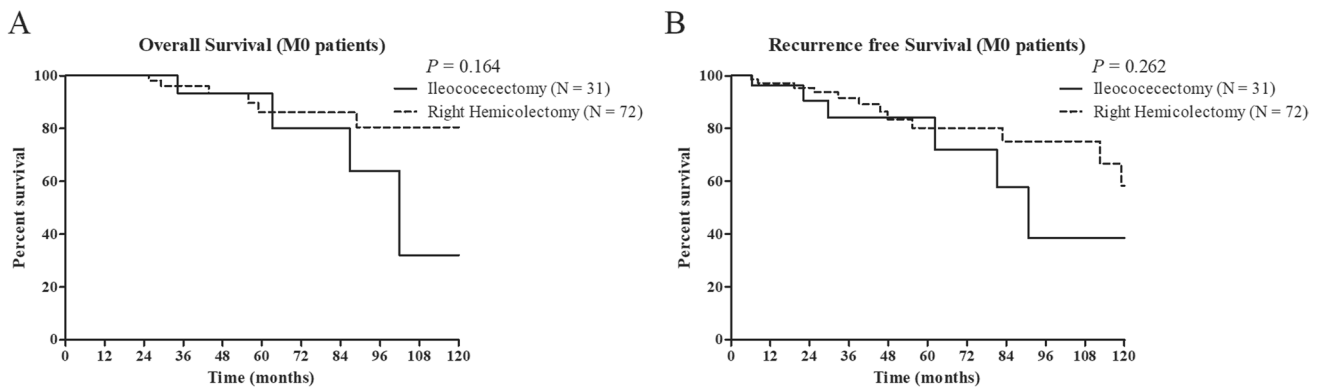 A
Overall Survival (M0 patients)
P = 0.164
Ileococecectomy (N = 31)
Right Hemicolectomy (N = 72)
Percent survival
100
80
60
40
20
0
0 12 24 36 48 60 72 84 96 108 120
Time (months)
B
Recurrence free Survival (M0 patients)
P = 0.262
Ileococecectomy (N = 31)
Right Hemicolectomy (N = 72)
Percent survival
100
80
60
40
20
0
0 12 24 36 48 60 72 84 96 108 120
Time (months)